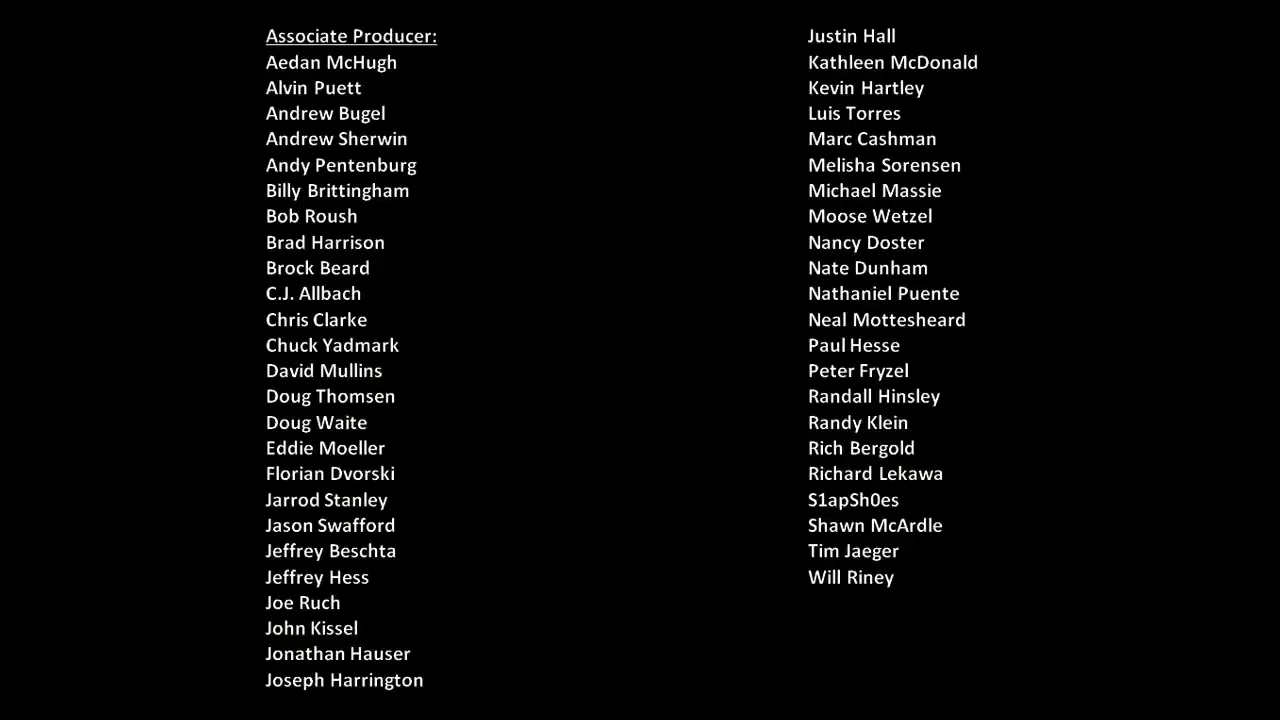 Associate Producer:
Aedan McHugh
Alvin Puett
Andrew Bugel
Andrew Sherwin
Andy Pentenburg
Billy Brittingham
Bob Roush
Brad Harrison
Brock Beard
C.J. Allbach
Chris Clarke
Chuck Yadmark
David Mullins
Doug Thomsen
Doug Waite
Eddie Moeller
Florian Dvorski
Jarrod Stanley
Jason Swafford
Jeffrey Beschta
Jeffrey Hess
Joe Ruch
John Kissel
Jonathan Hauser
Joseph Harrington
Justin Hall
Kathleen McDonald
Kevin Hartley
Luis Torres
Marc Cashman
Melisha Sorensen
Michael Massie
Moose Wetzel
Nancy Doster
Nate Dunham
Nathaniel Puente
Neal Mottesheard
Paul Hesse
Peter Fryzel
Randall Hinsley
Randy Klein
Rich Bergold
Richard Lekawa
S1apSh0es
Shawn McArdle
Tim Jaeger
Will Riney